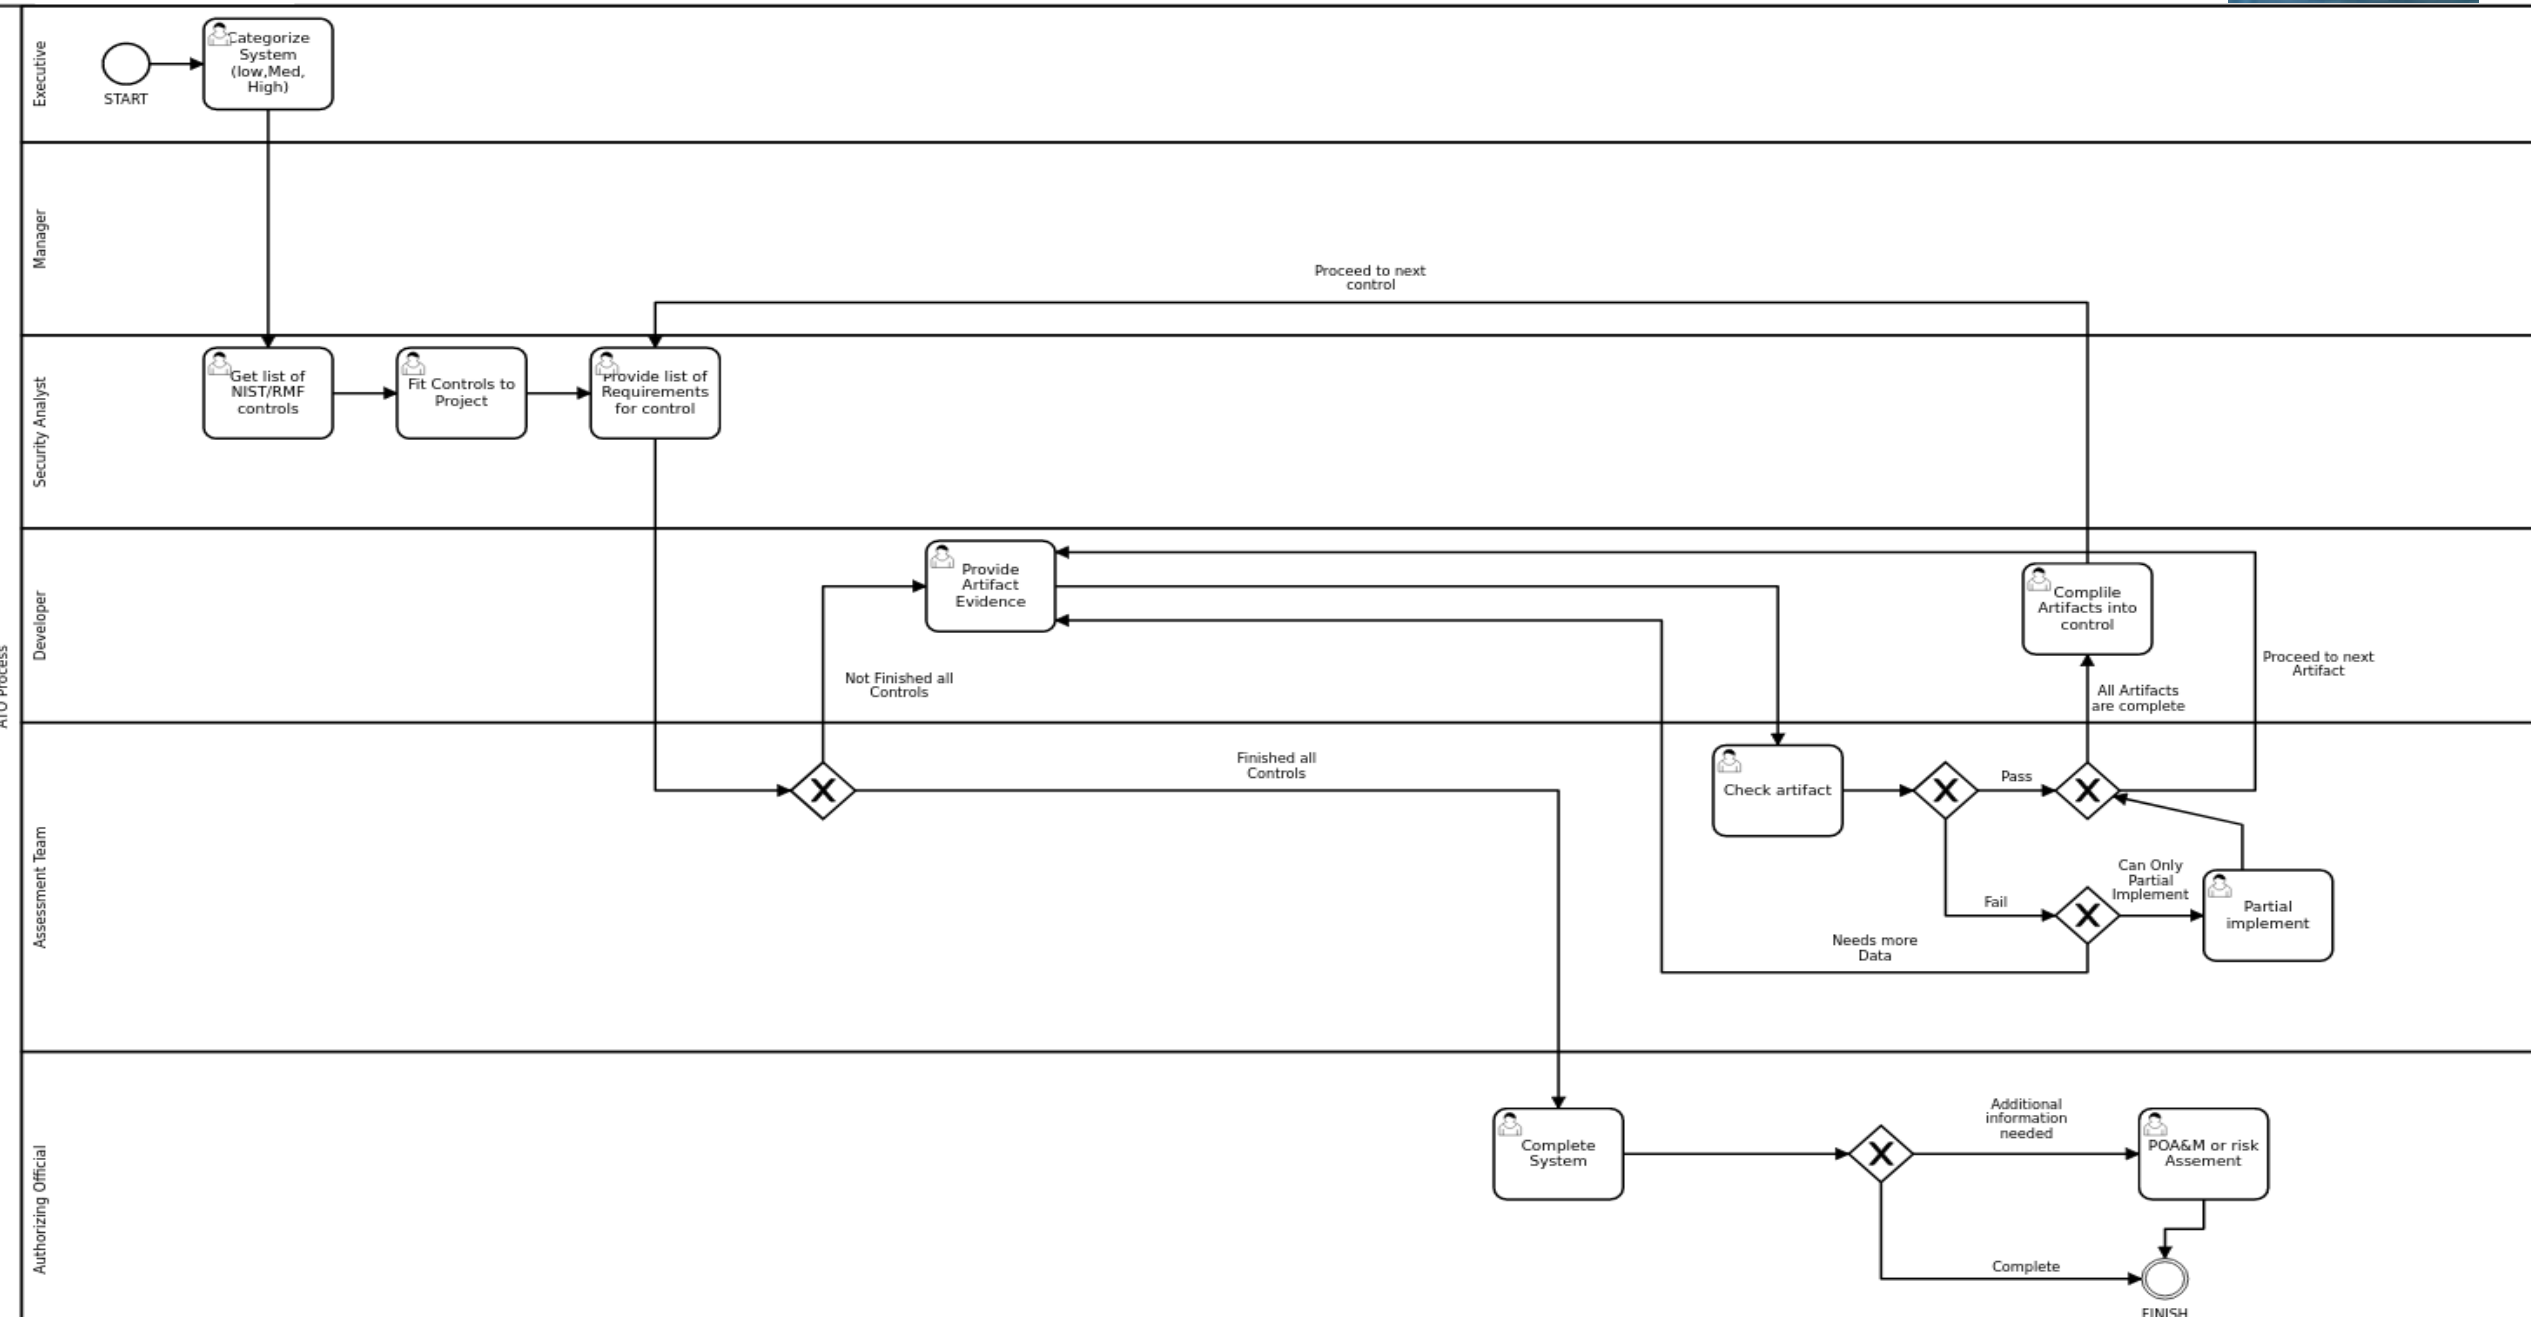 Executive
Categorize
System
(low,Med,
High)
START
Manager
Proceed to next
control
Security Analyst
Get list of
NIST/RMF
controls
Fit Controls to
Project
Provide list of
Requirements
for control
ATO Process
Developer
Provide
Artifact
Evidence
Complile
Artifacts into
control
Not Finished all
Controls
Proceed to next
Artifact
All Artifacts
are complete
Assessment Team
Finished all
Controls
Check artifact
Pass
Fail
Can Only
Partial
Implement
Partial
implement
Needs more
Data
Authorizing Official
Complete
System
Additional
information
needed
POA&M or risk
Assement
Complete
FINISH